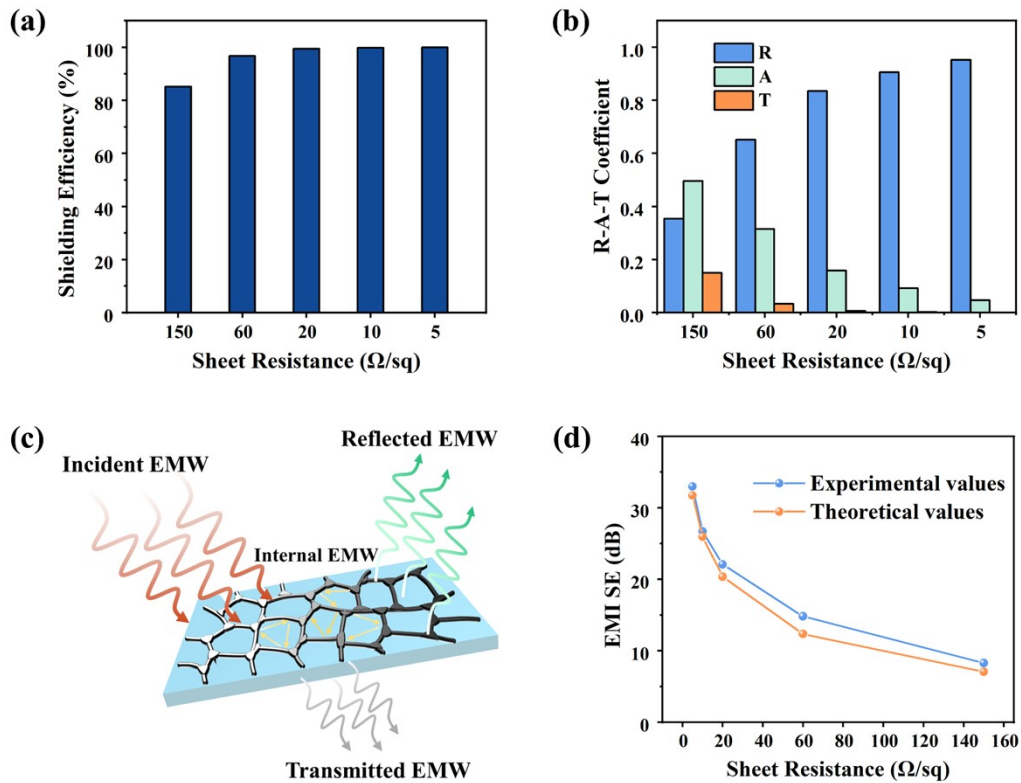 (a)
Shielding Efficiency (%)
100
80
60
40
20
0
150 60 20 10 5
Sheet Resistance (Ω/sq)
(b)
R-A-T Coefficient
1.0
0.8
0.6
0.4
0.2
0.0
R
A
T
150 60 20 10 5
Sheet Resistance (Ω/sq)
(c)
Reflected EMW
Incident EMW
Internal EMW
Transmitted EMW
(d)
EMI SE (dB)
40
30
20
10
0
Experimental values
Theoretical values
0 20 40 60 80 100 120 140 160
Sheet Resistance (Ω/sq)